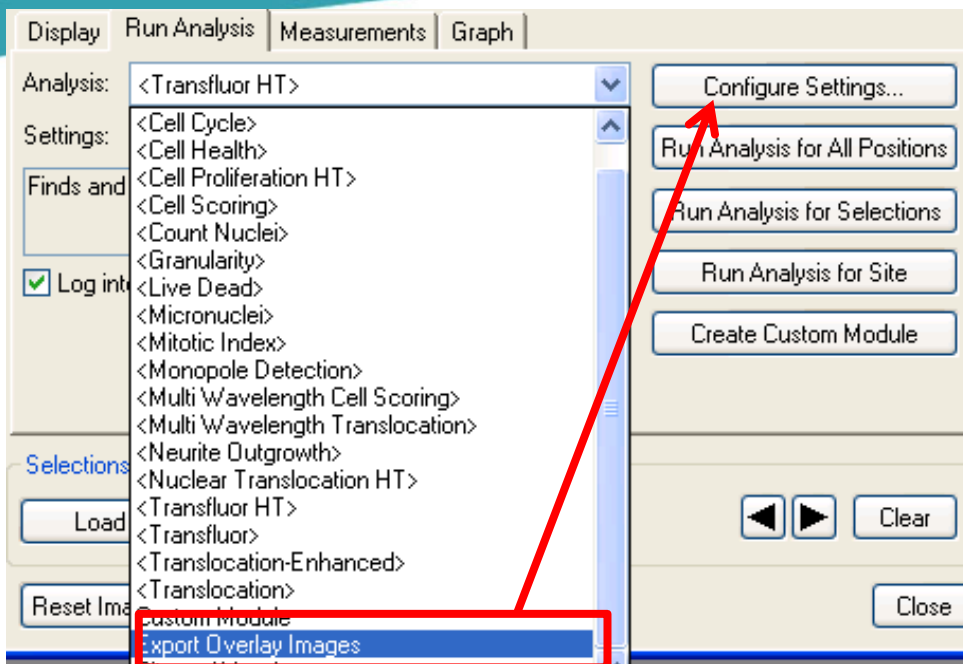 Display Run Analysis Measurements Graph
Analysis: <Transfluor HT> Configure Settings...
<Cell Cycle>
Settings: <Cell Health> Run Analysis for All Positions
<Cell Proliferation HT>
Finds and
<Cell Scoring> Run Analysis for Selections
<Count Nuclei>
<Granularity>
Log int <Live Dead> Run Analysis for Site
<Micronuclei>
<Mitotic Index> Create Custom Module
<Monopole Detection>
<Multi Wavelength Cell Scoring>
<Multi Wavelength Translocation>
<Neurite Outgrowth>
Selections
<Nuclear Translocation HT>
<Transfluor HT>
Load Clear
<Transfluor>
<Translocation-Enhanced>
<Translocation>
Reset Ima Close
Custom Module
Export Overlay Images